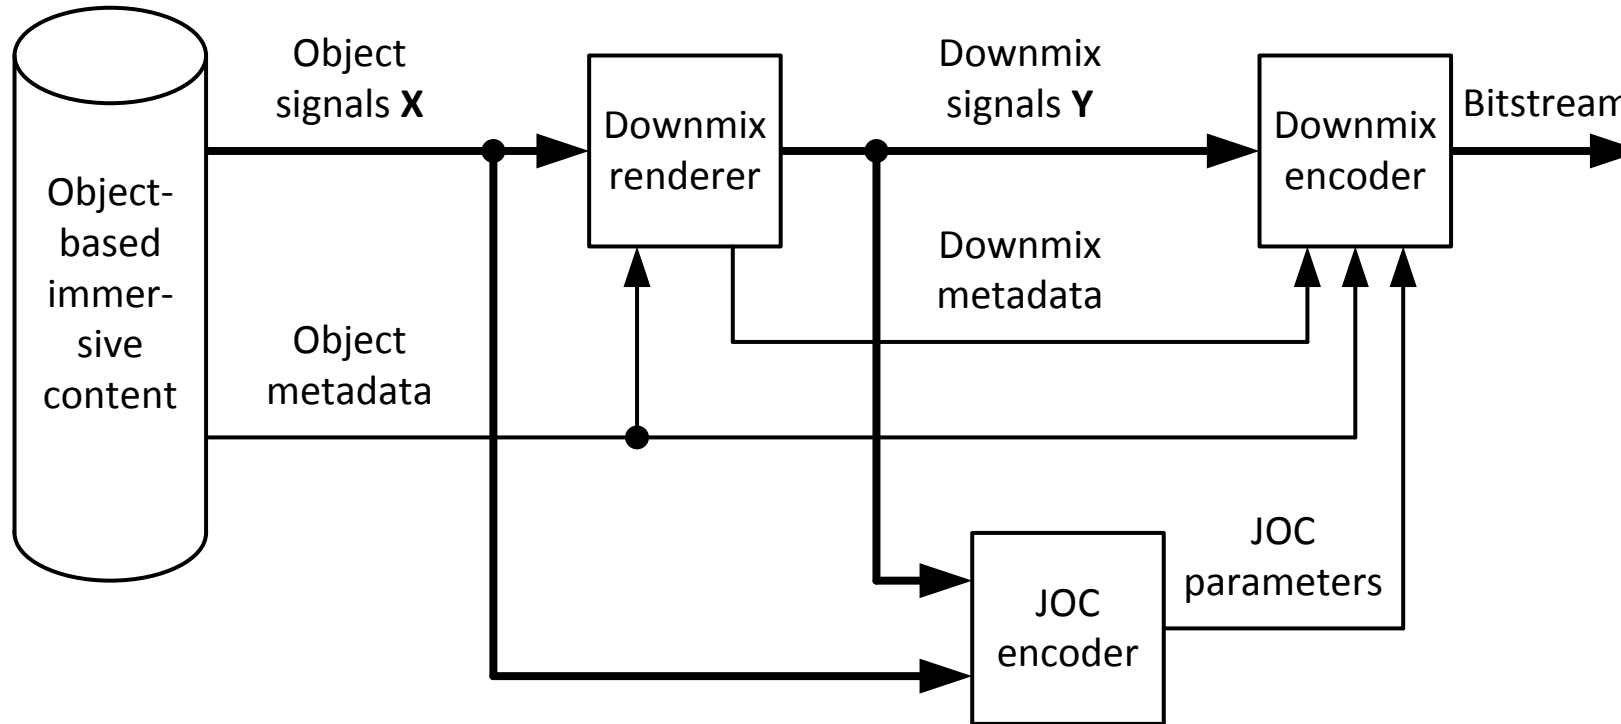 Object
signals X
Downmix
signals Y
Bitstream
Downmix
renderer
Downmix
encoder
Object-
based
immer-
sive
content
Downmix
metadata
Object
metadata
JOC
parameters
JOC
encoder